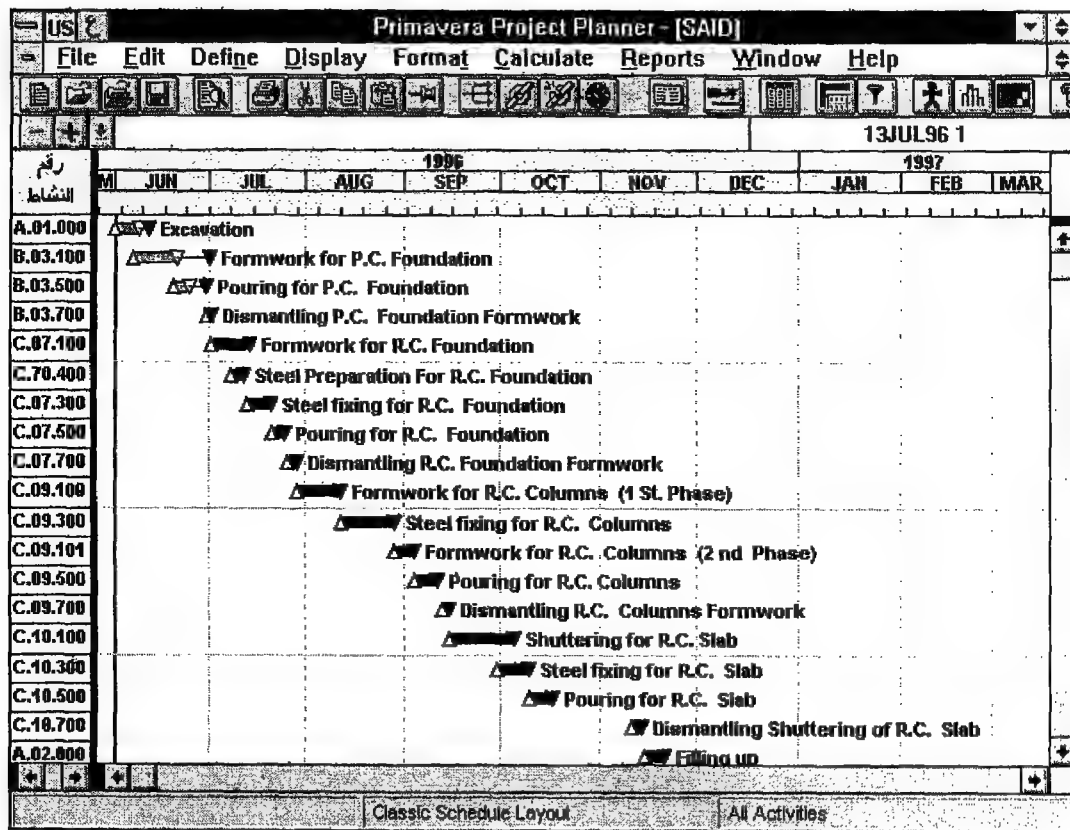 US Primavera Project Planner - [SAID]
File Edit Define Display Format Calculate Reports Window Help
13JUL96 1
رقم النشاط
1996 1997
M JUN JUL AUG SEP OCT NOV DEC JAN FEB MAR
A.01.000 Excavation
B.03.100 Formwork for P.C. Foundation
B.03.500 Pouring for P.C. Foundation
B.03.700 Dismantling P.C. Foundation Formwork
C.07.100 Formwork for R.C. Foundation
C.70.400 Steel Preparation For R.C. Foundation
C.07.300 Steel fixing for R.C. Foundation
C.07.500 Pouring for R.C. Foundation
C.07.700 Dismantling R.C. Foundation Formwork
C.09.100 Formwork for R.C. Columns (1 St. Phase)
C.09.300 Steel fixing for R.C. Columns
C.09.101 Formwork for R.C. Columns (2 nd Phase)
C.09.500 Pouring for R.C. Columns
C.09.700 Dismantling R.C. Columns Formwork
C.10.100 Shuttering for R.C. Slab
C.10.300 Steel fixing for R.C. Slab
C.10.500 Pouring for R.C. Slab
C.10.700 Dismantling Shuttering of R.C. Slab
A.02.000 Filling up
Classic Schedule Layout All Activities